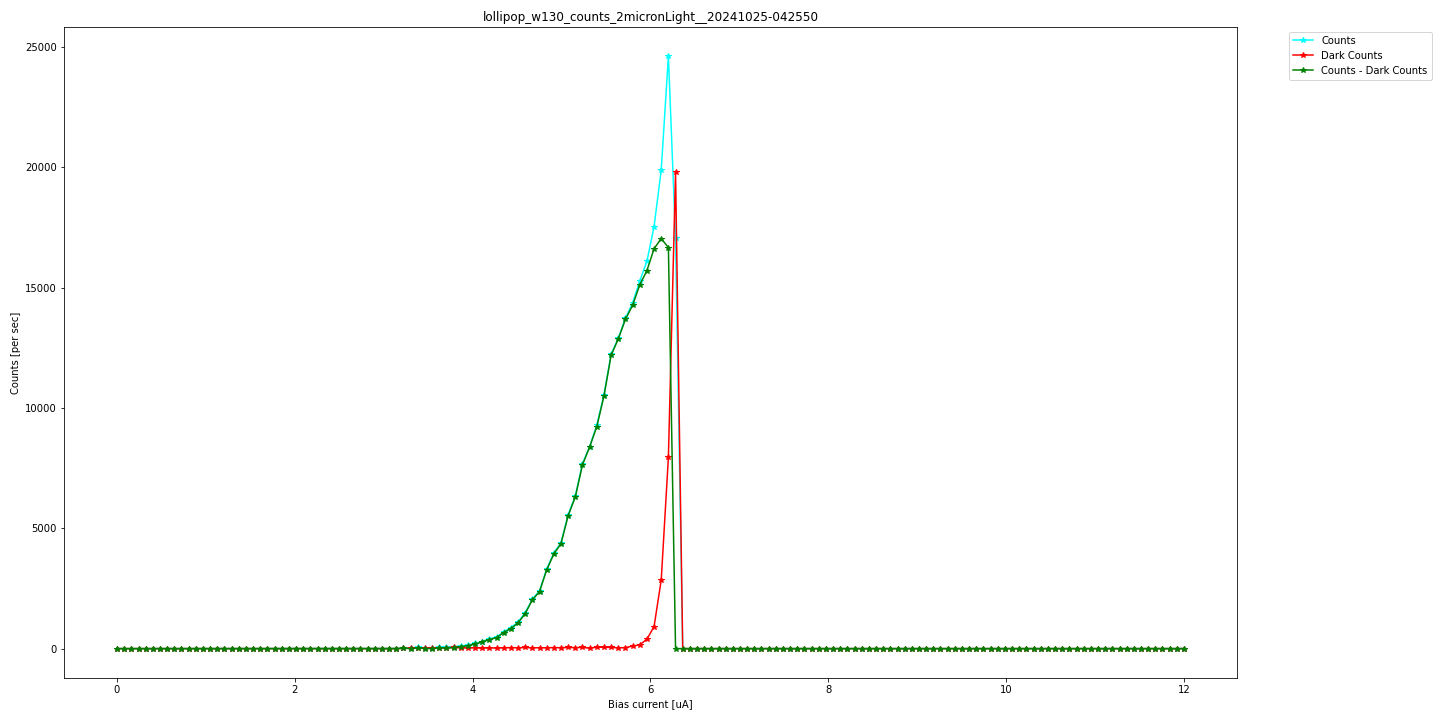 lollipop_w130_counts_2micronLight__20241025-042550
Counts
Dark Counts
Counts - Dark Counts
25000
20000
15000
10000
5000
0
Counts [per sec]
0 2 4 6 8 10 12
Bias current [uA]